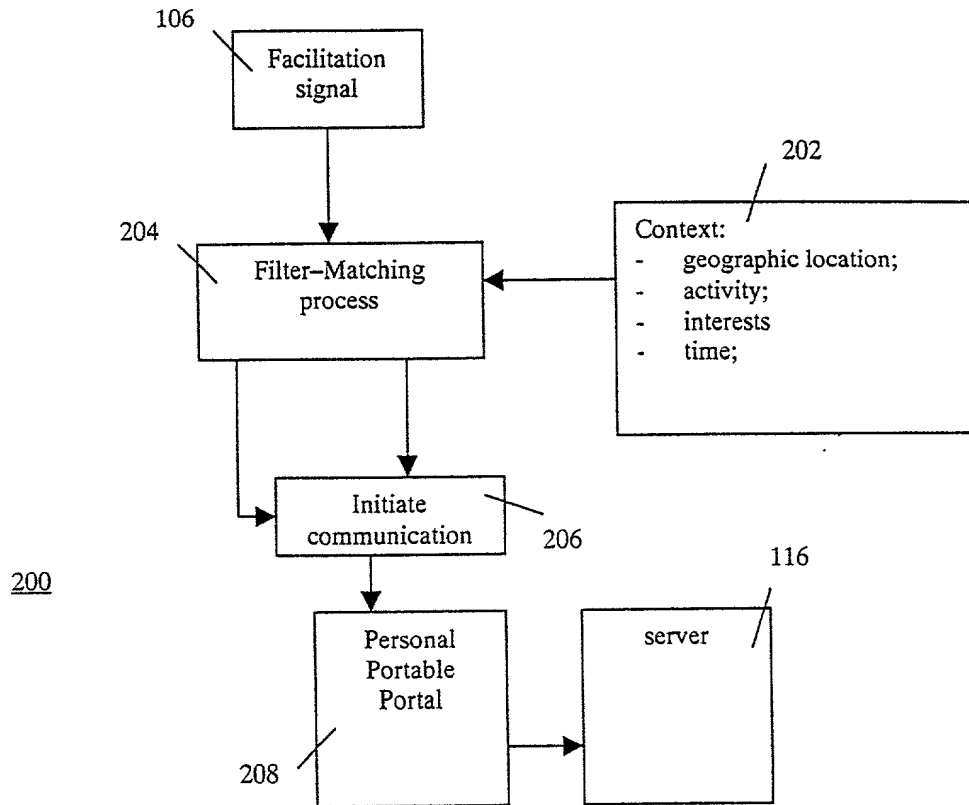 106
Facilitation
signal
202
Context:
- geographic location;
- activity;
- interests
- time;
204
Filter–Matching
process
Initiate
communication
206
200
116
Personal
Portable
Portal
server
208